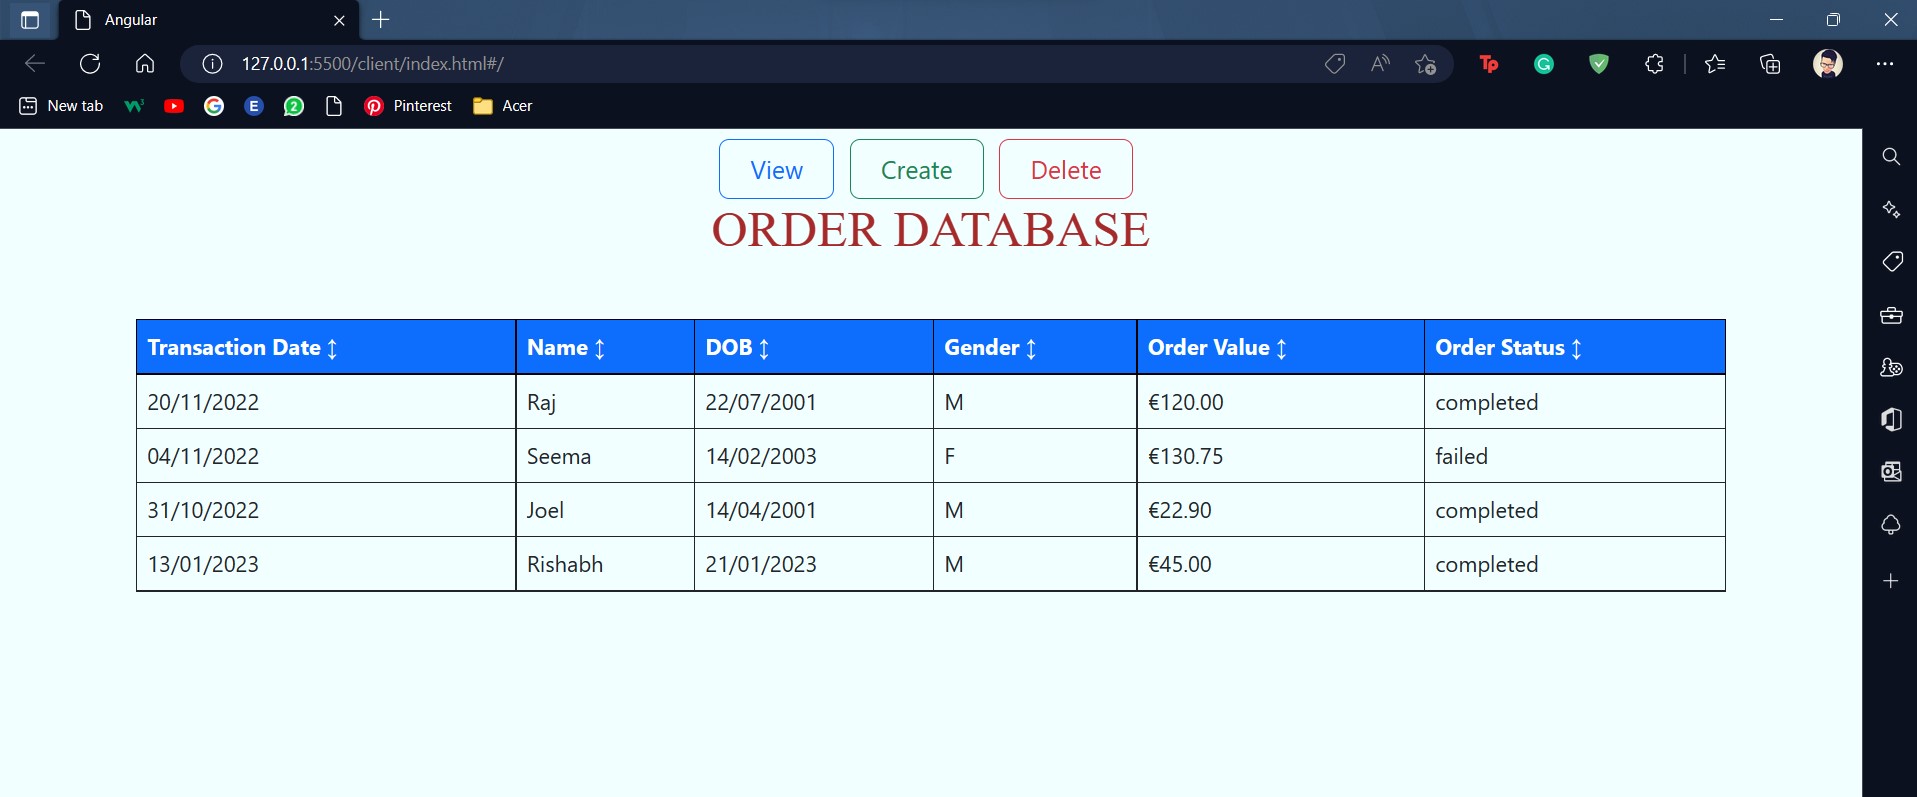 Angular
127.0.0.1:5500/client/index.html#/
New tab Pinterest Acer
View Create Delete
ORDER DATABASE
Transaction Date ↕ Name ↕ DOB ↕ Gender ↕ Order Value ↕ Order Status ↕
20/11/2022 Raj 22/07/2001 M €120.00 completed
04/11/2022 Seema 14/02/2003 F €130.75 failed
31/10/2022 Joel 14/04/2001 M €22.90 completed
13/01/2023 Rishabh 21/01/2023 M €45.00 completed